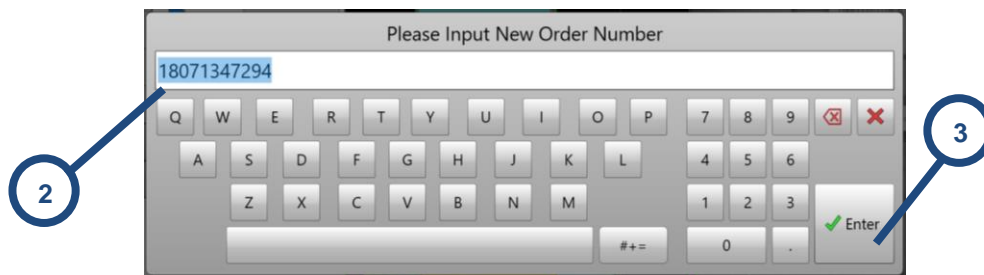 Please Input New Order Number
18071347294
Q W E R T Y U I O P 7 8 9
A S D F G H J K L 4 5 6
Z X C V B N M 1 2 3
Enter
#+= 0 .
2
3